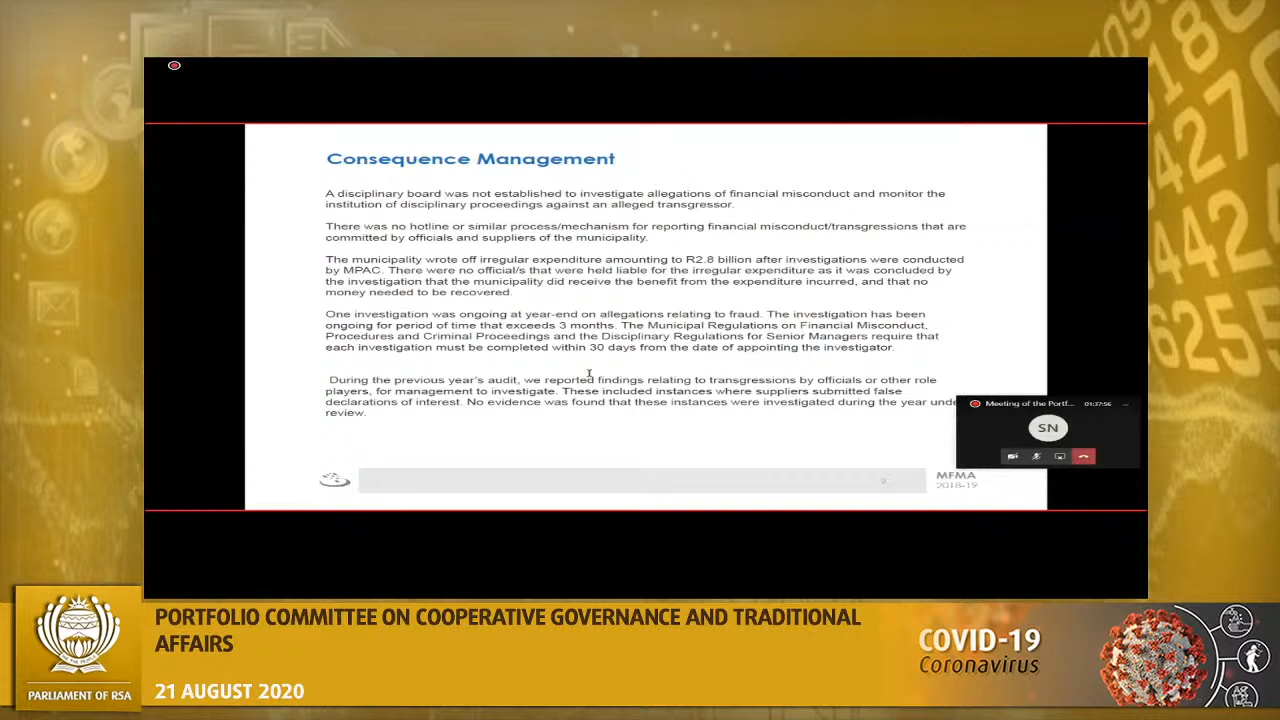 Consequence Management
A disciplinary board was not established to investigate allegations of financial misconduct and monitor the
institution of disciplinary proceedings against an alleged transgressor.
There was no hotline or similar process/mechanism for reporting financial misconduct/transgressions that are
committed by officials and suppliers of the municipality.
The municipality wrote off irregular expenditure amounting to R2.8 billion after investigations were conducted
by MPAC. There were no official/s that were held liable for the irregular expenditure as it was concluded by
the investigation that the municipality did receive the benefit from the expenditure incurred, and that no
money needed to be recovered.
One investigation was ongoing at year-end on allegations relating to fraud. The investigation has been
ongoing for period of time that exceeds 3 months. The Municipal Regulations on Financial Misconduct,
Procedures and Criminal Proceedings and the Disciplinary Regulations for Senior Managers require that
each investigation must be completed within 30 days from the date of appointing the investigator.
During the previous year's audit, we reported findings relating to transgressions by officials or other role
players, for management to investigate. These included instances where suppliers submitted false
declarations of interest. No evidence was found that these instances were investigated during the year unde
review.
Meeting of the Portf... 01:37:56
SN
9
MFMA
2018-19
PORTFOLIO COMMITTEE ON COOPERATIVE GOVERNANCE AND TRADITIONAL
AFFAIRS
21 AUGUST 2020
PARLIAMENT OF RSA
COVID-19
Coronavirus